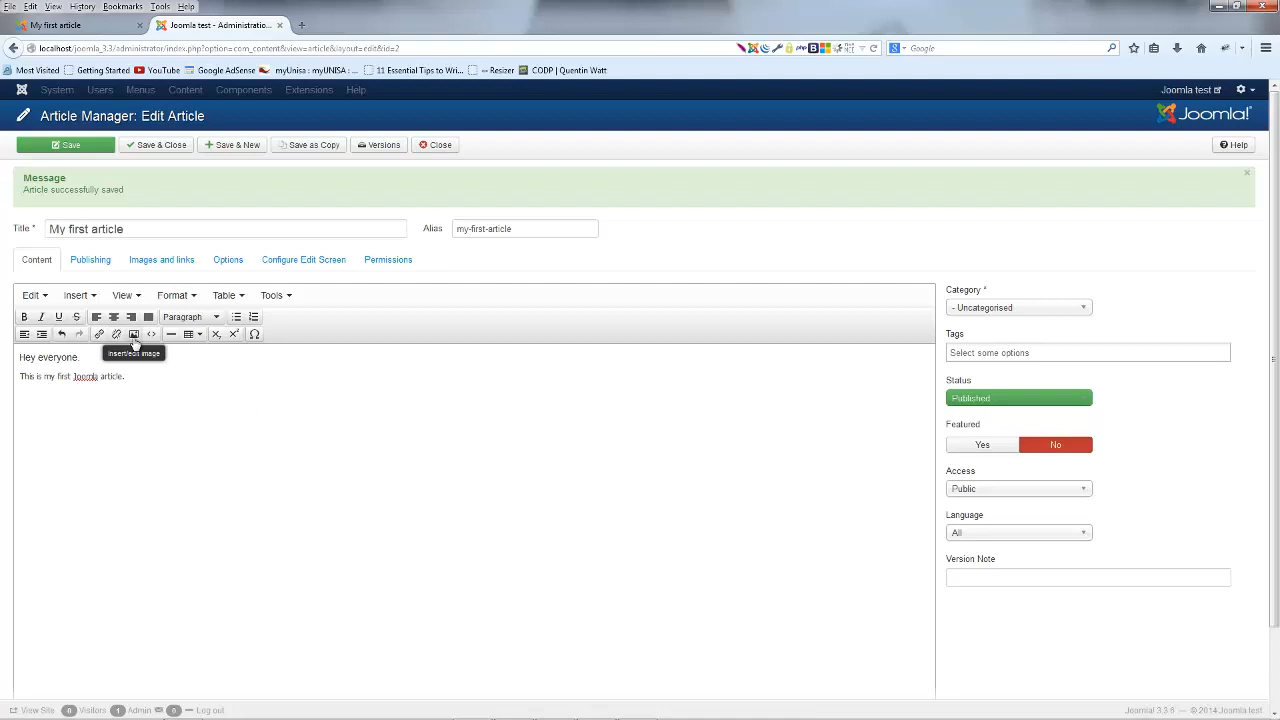 File Edit View History Bookmarks Tools Help
My first article × Joomla test - Administratio... × +
localhost/joomla_3.3/administrator/index.php?option=com_content&view=article&layout=edit&id=2 Google
Most Visited Getting Started YouTube Google AdSense myUnisa : myUNISA : ... 11 Essential Tips to Wri... -- Resizer CODP | Quentin Watt
System Users Menus Content Components Extensions Help Joomla test
Article Manager: Edit Article Joomla!
Save Save & Close Save & New Save as Copy Versions Close Help
Message
Article successfully saved
Title * My first article Alias my-first-article
Content Publishing Images and links Options Configure Edit Screen Permissions
Edit Insert View Format Table Tools
Category *
- Uncategorised
B I U S Paragraph
Insert/edit image
Hey everyone.
This is my first Joomla article.
Tags
Select some options
Status
Published
Featured
Yes No
Access
Public
Language
All
Version Note
View Site 0 Visitors 1 Admin 0 Log out Joomla! 3.3.6 — © 2014 Joomla test